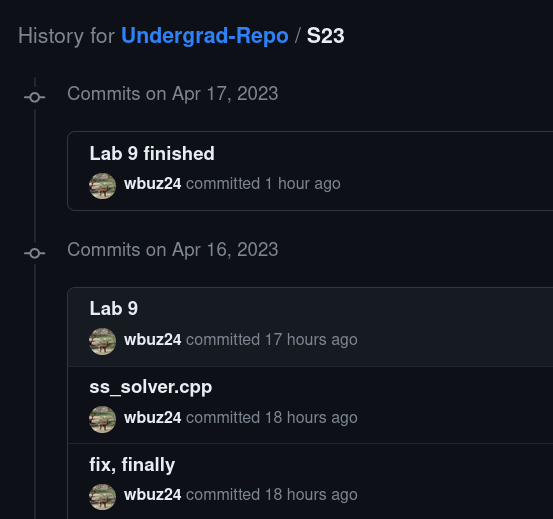 History for Undergrad-Repo / S23
Commits on Apr 17, 2023
Lab 9 finished
wbuz24 committed 1 hour ago
Commits on Apr 16, 2023
Lab 9
wbuz24 committed 17 hours ago
ss_solver.cpp
wbuz24 committed 18 hours ago
fix, finally
wbuz24 committed 18 hours ago